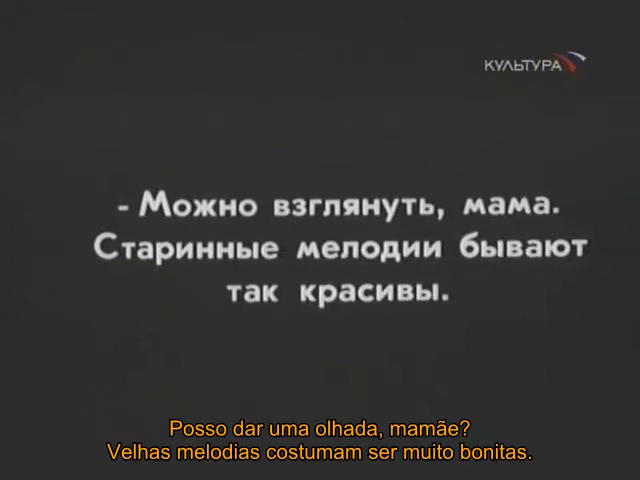 КУЛЬТУРА
- Можно взглянуть, мама.
Старинные мелодии бывают
так красивы.
Posso dar uma olhada, mamãe?
Velhas melodias costumam ser muito bonitas.